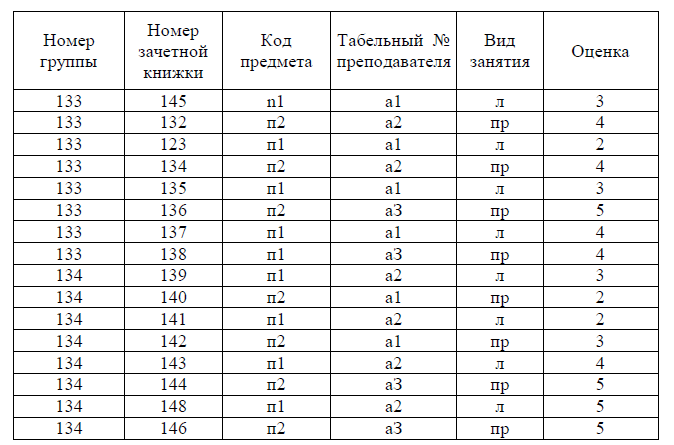 Номер группы Номер зачетной книжки Код предмета Табельный № преподавателя Вид занятия Оценка
133 145 n1 а1 л 3
133 132 п2 а2 пр 4
133 123 п1 а1 л 2
133 134 п2 а2 пр 4
133 135 п1 а1 л 3
133 136 п2 аЗ пр 5
133 137 п1 а1 л 4
133 138 п1 аЗ пр 4
134 139 п1 а2 л 3
134 140 п2 а1 пр 2
134 141 п1 а2 л 2
134 142 п2 а1 пр 3
134 143 п1 а2 л 4
134 144 п2 аЗ пр 5
134 148 п1 а2 л 5
134 146 п2 аЗ пр 5